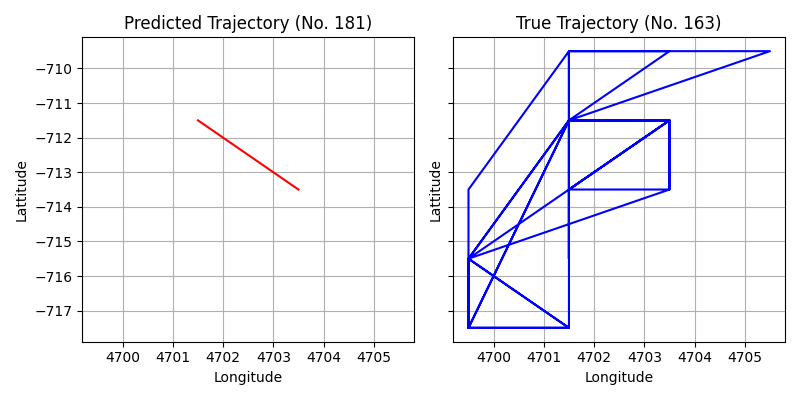 Predicted Trajectory (No. 181)
−710
−711
−712
−713
−714
−715
−716
−717
Lattitude
4700 4701 4702 4703 4704 4705
Longitude
True Trajectory (No. 163)
Lattitude
4700 4701 4702 4703 4704 4705
Longitude